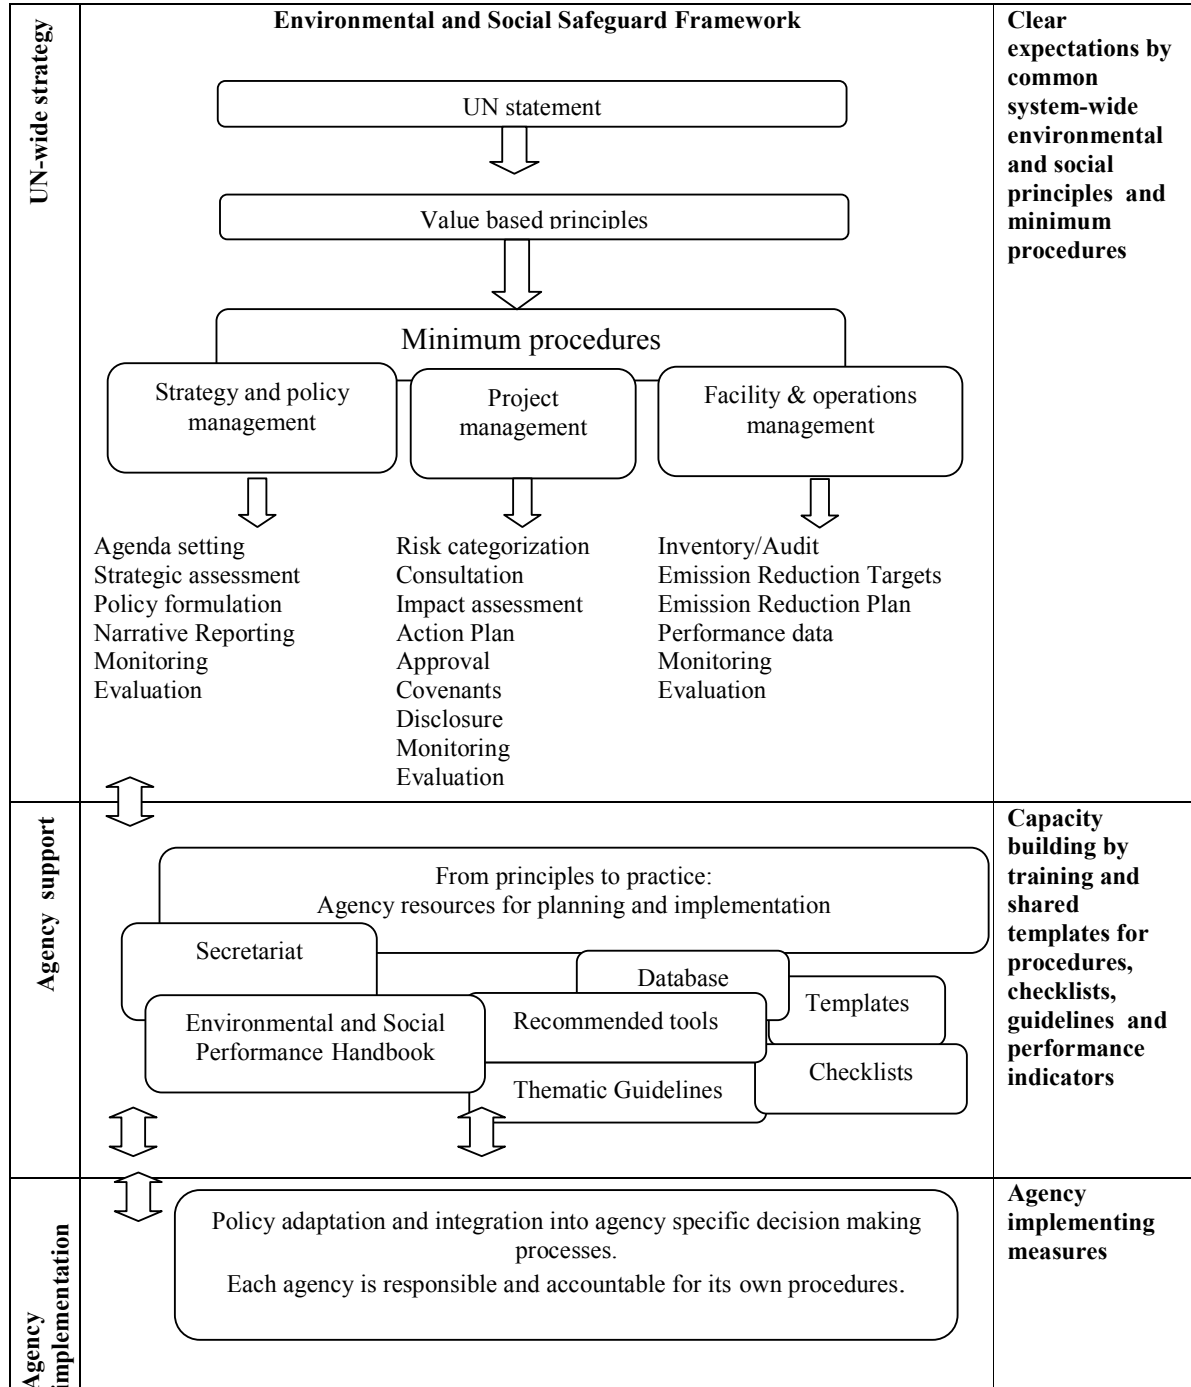 Environmental and Social Safeguard Framework
UN-wide strategy
UN statement
Value based principles
Minimum procedures
Strategy and policy
management
Project
management
Facility & operations
management
Agenda setting
Strategic assessment
Policy formulation
Narrative Reporting
Monitoring
Evaluation
Risk categorization
Consultation
Impact assessment
Action Plan
Approval
Covenants
Disclosure
Monitoring
Evaluation
Inventory/Audit
Emission Reduction Targets
Emission Reduction Plan
Performance data
Monitoring
Evaluation
Clear
expectations by
common
system-wide
environmental
and social
principles and
minimum
procedures
Agency support
From principles to practice:
Agency resources for planning and implementation
Secretariat
Environmental and Social
Performance Handbook
Database
Recommended tools
Templates
Thematic Guidelines
Checklists
Capacity
building by
training and
shared
templates for
procedures,
checklists,
guidelines and
performance
indicators
Agency
implementation
Policy adaptation and integration into agency specific decision making
processes.
Each agency is responsible and accountable for its own procedures.
Agency
implementing
measures